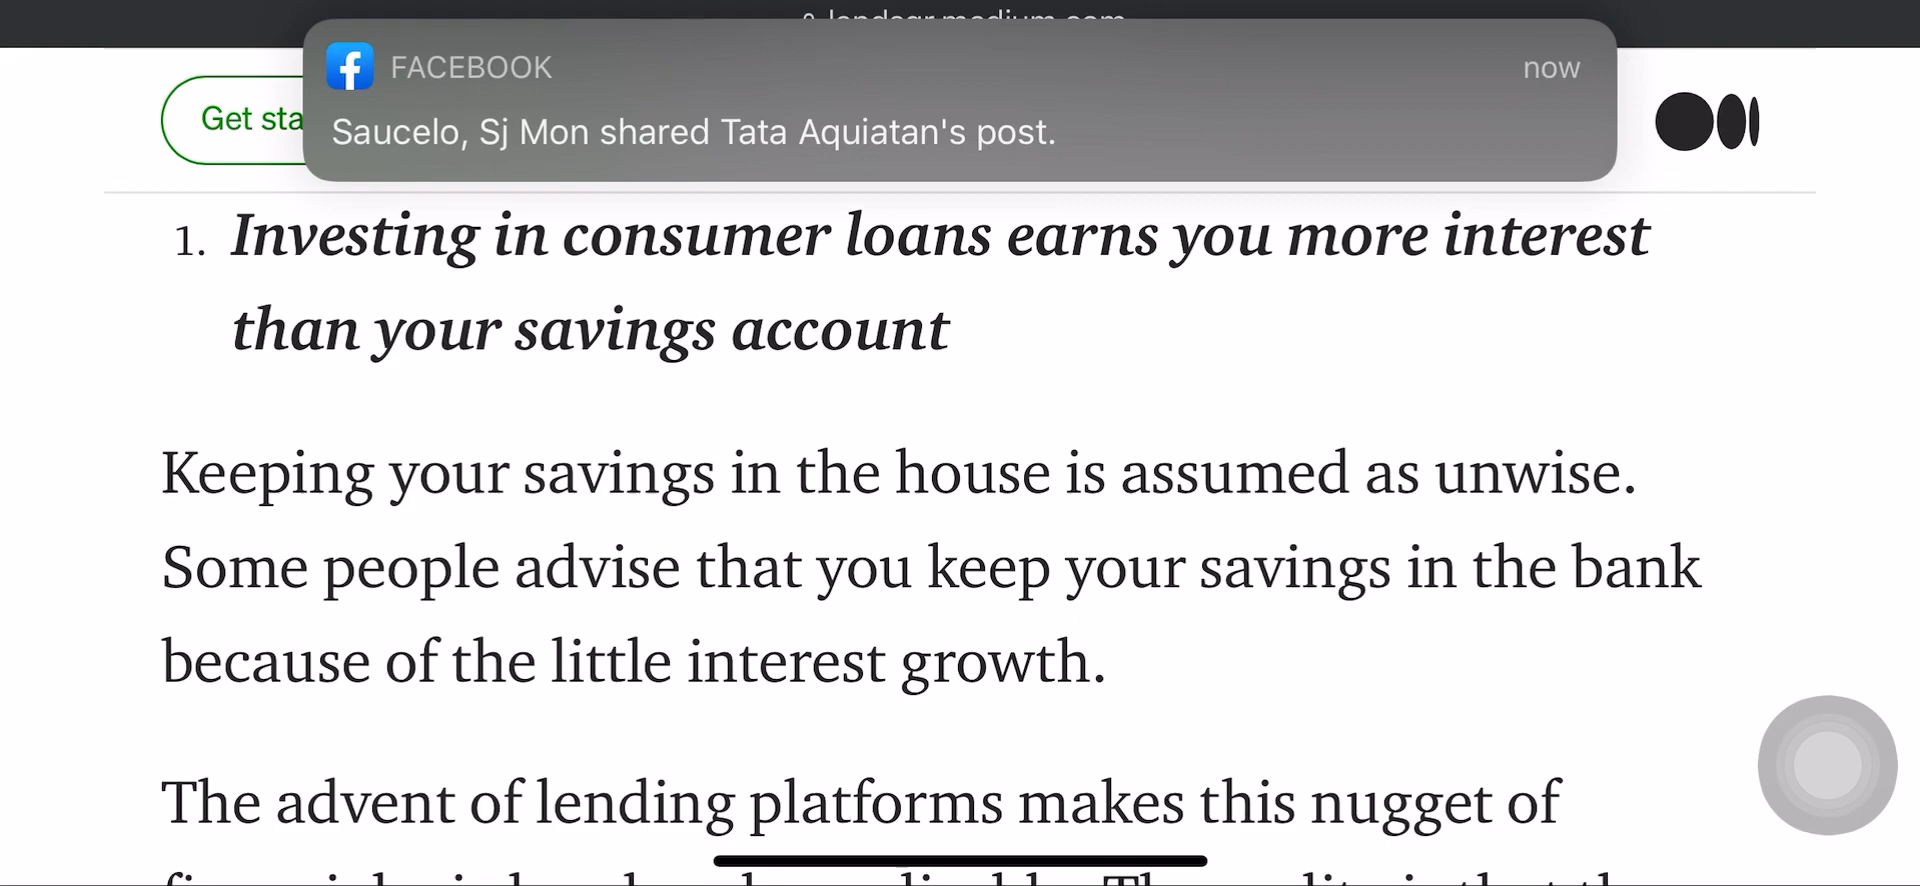 FACEBOOK
now
Saucelo, Sj Mon shared Tata Aquiatan's post.
Get sta
1. Investing in consumer loans earns you more interest
than your savings account
Keeping your savings in the house is assumed as unwise.
Some people advise that you keep your savings in the bank
because of the little interest growth.
The advent of lending platforms makes this nugget of